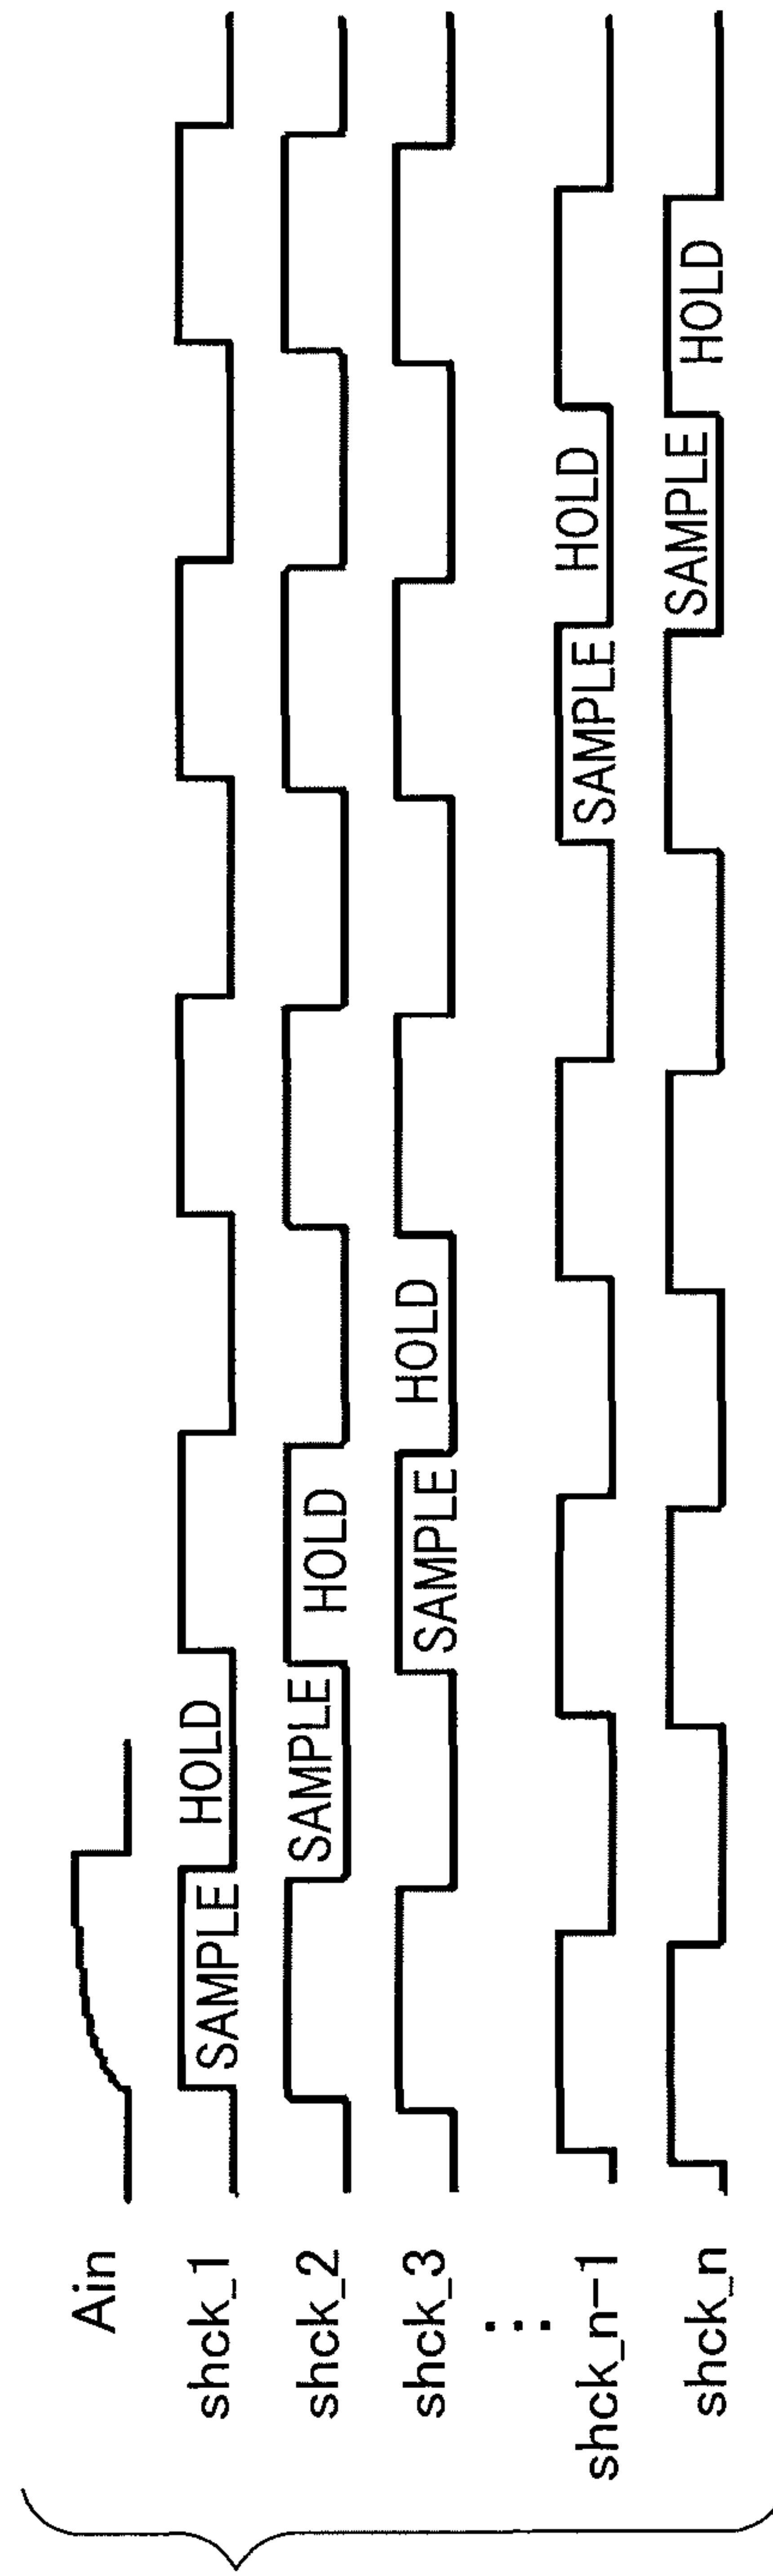 Ain
shck_1 SAMPLE HOLD
shck_2 SAMPLE HOLD
shck_3 SAMPLE HOLD
⋮
shck_n-1 SAMPLE HOLD
shck_n SAMPLE HOLD